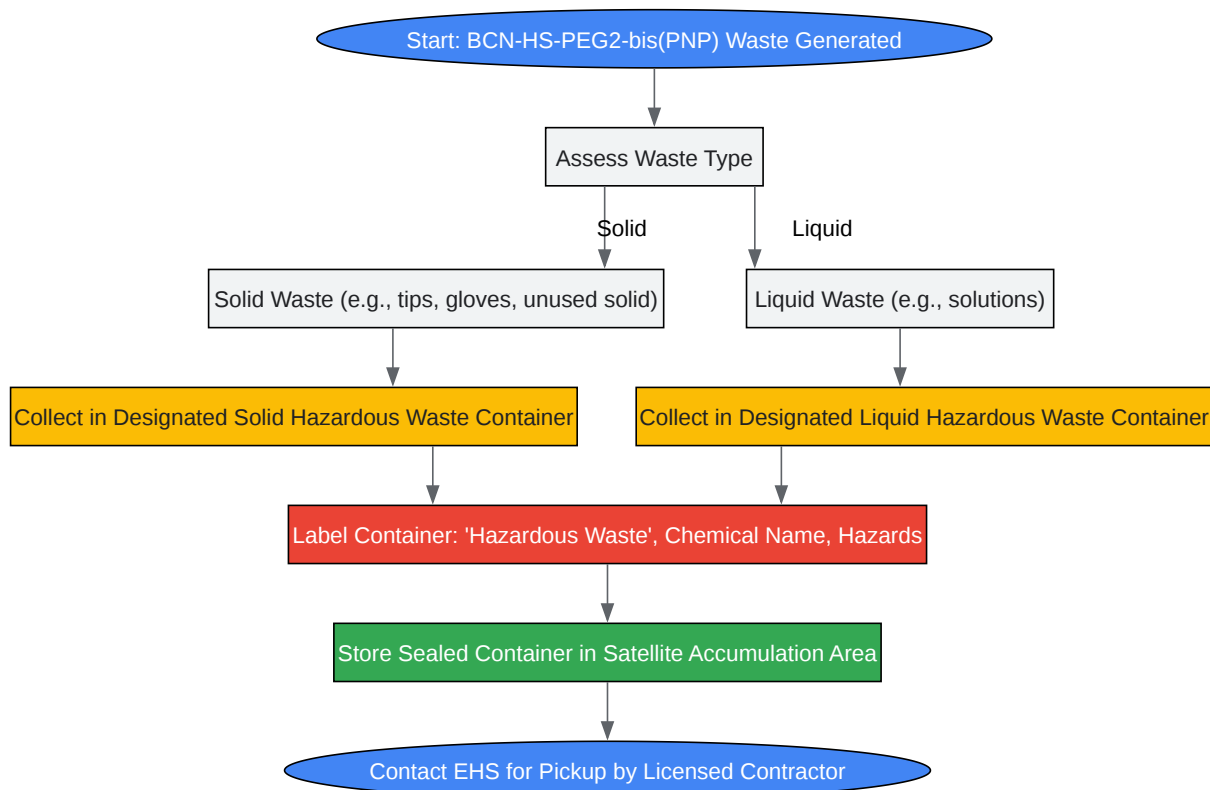 Start: BCN-HS-PEG2-bis(PNP) Waste Generated
Assess Waste Type
Solid
Liquid
Solid Waste (e.g., tips, gloves, unused solid)
Liquid Waste (e.g., solutions)
Collect in Designated Solid Hazardous Waste Container
Collect in Designated Liquid Hazardous Waste Container
Label Container: 'Hazardous Waste', Chemical Name, Hazards
Store Sealed Container in Satellite Accumulation Area
Contact EHS for Pickup by Licensed Contractor